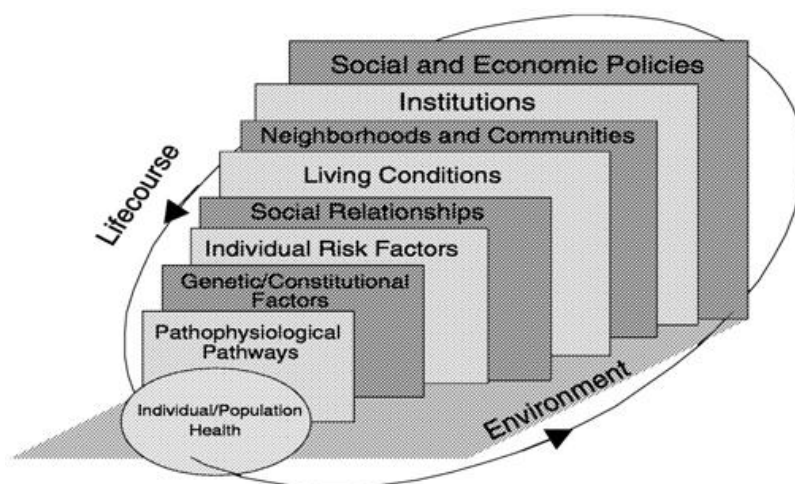 Social and Economic Policies
Institutions
Neighborhoods and Communities
Living Conditions
Social Relationships
Individual Risk Factors
Genetic/Constitutional
Factors
Pathophysiological
Pathways
Individual/Population
Health
Lifecourse
Environment